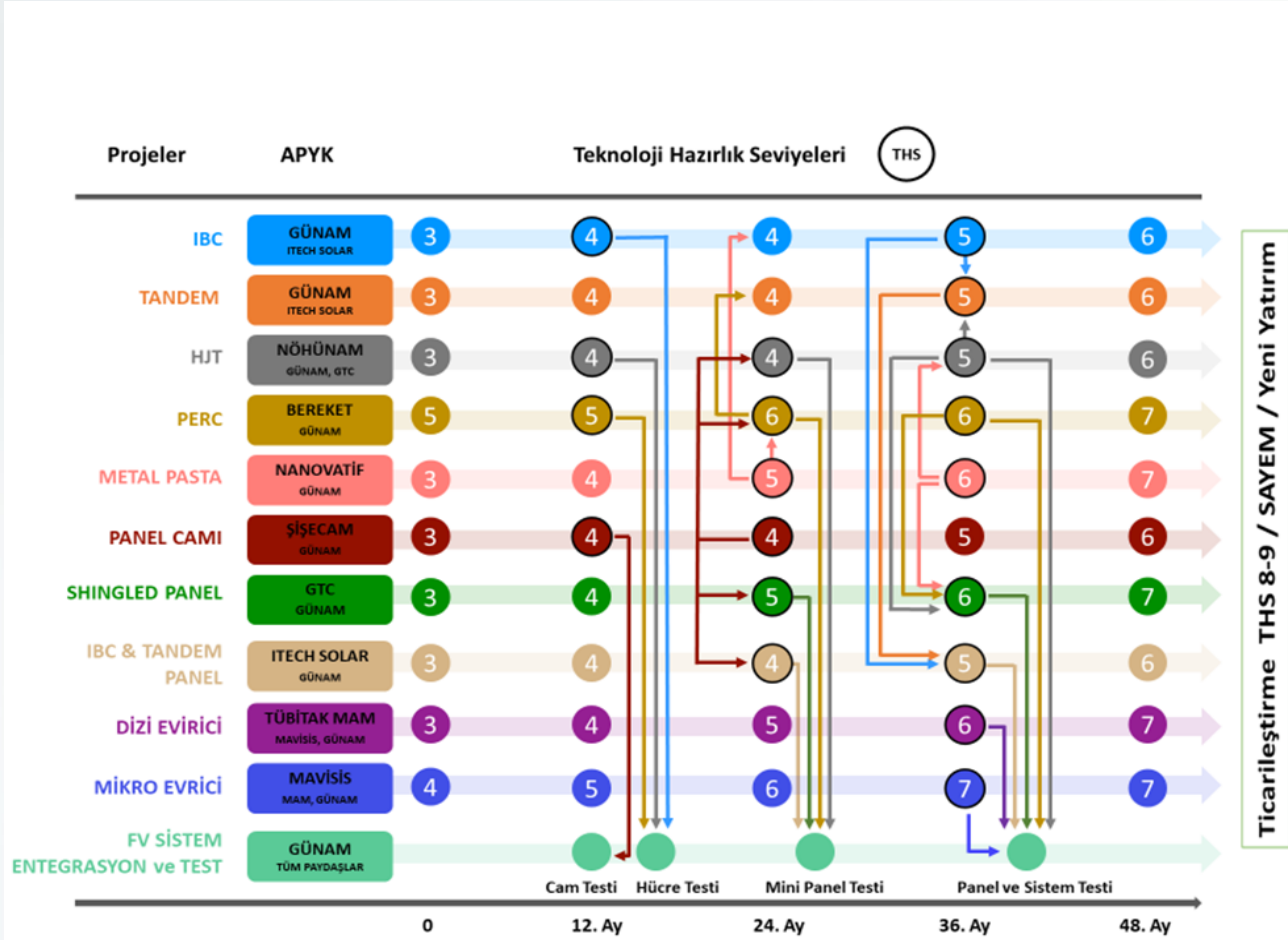 Projeler APYK Teknoloji Hazırlık Seviyeleri THS
IBC GÜNAM 3 4 4 5 6
ITECH SOLAR
TANDEM GÜNAM 3 4 4 5 6
ITECH SOLAR
HJT NÖHÜNAM 3 4 4 5 6
GÜNAM, GTC
PERC BEREKET 5 5 6 6 7
GÜNAM
METAL PASTA NANOVATİF 3 4 5 6 7
GÜNAM
PANEL CAMI ŞİŞECAM 3 4 4 5 6
GÜNAM
SHINGLED PANEL GTC 3 4 5 6 7
GÜNAM
IBC & TANDEM
PANEL
ITECH SOLAR 3 4 4 5 6
GÜNAM
DİZİ EVİRİCİ TÜBİTAK MAM 3 4 5 6 7
MAVİSİS, GÜNAM
MİKRO EVRİCİ MAVİSİS 4 5 6 7 7
MAM, GÜNAM
FV SİSTEM
ENTEGRASYON ve TEST
GÜNAM
TÜM PAYDAŞLAR
Cam Testi Hücre Testi Mini Panel Testi Panel ve Sistem Testi
0 12. Ay 24. Ay 36. Ay 48. Ay
Ticarileştirme THS 8-9 / SAYEM / Yeni Yatırım